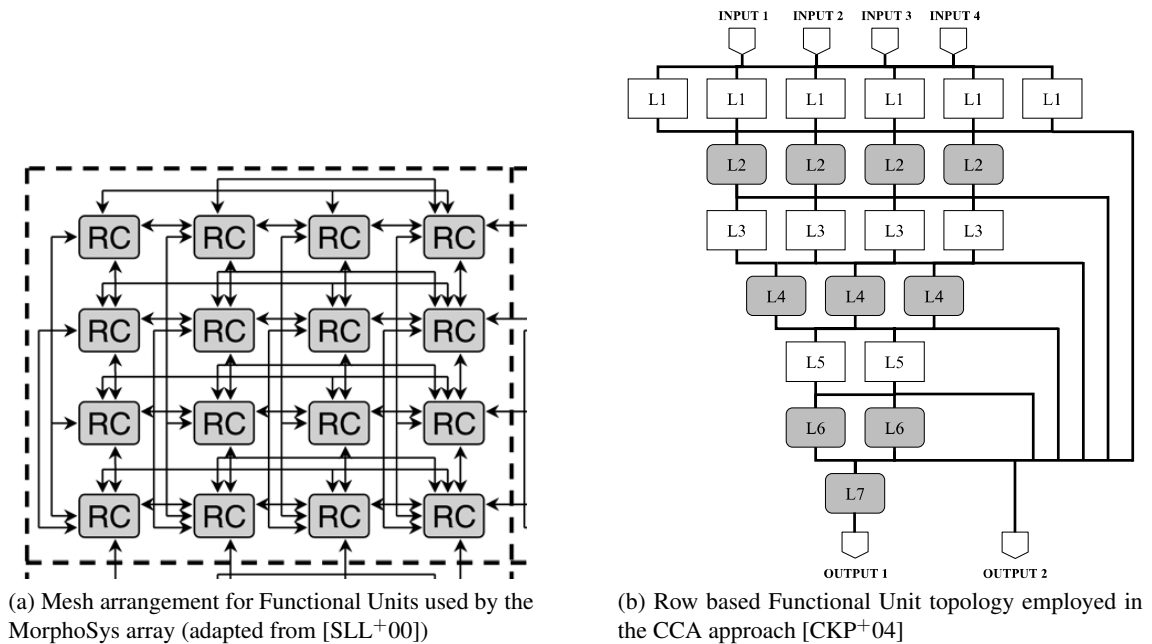 INPUT 1 INPUT 2 INPUT 3 INPUT 4
L1 L1 L1 L1 L1 L1
L2 L2 L2 L2
L3 L3 L3 L3
L4 L4 L4
L5 L5
L6 L6
L7
OUTPUT 1 OUTPUT 2
RC RC RC RC
RC RC RC RC
RC RC RC RC
RC RC RC RC
(a) Mesh arrangement for Functional Units used by the
MorphoSys array (adapted from [SLL+00])
(b) Row based Functional Unit topology employed in
the CCA approach [CKP+04]